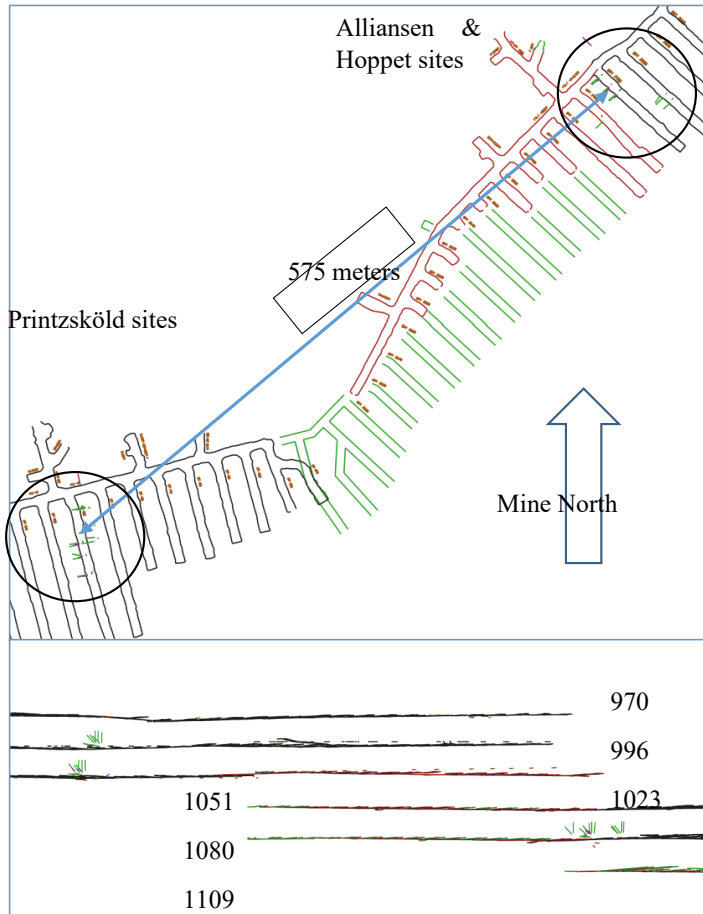 Alliansen &
Hoppet sites
575 meters
Printzsköld sites
Mine North
970
996
1051
1023
1080
1109